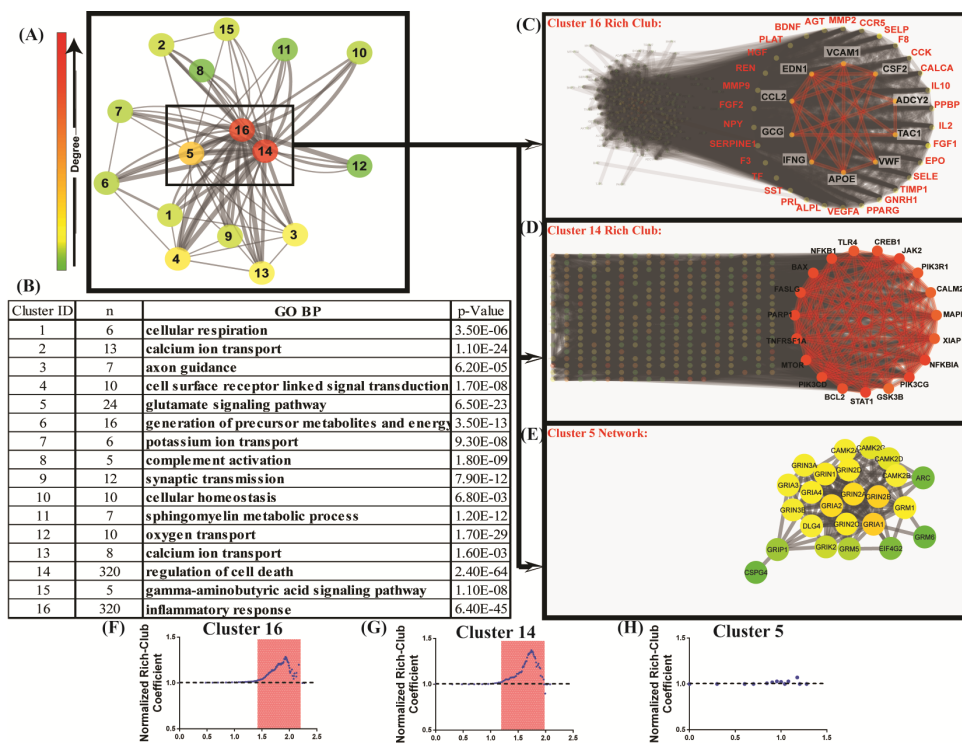 (A)
Degree
15
2
11
10
8
7
16
14
5
12
6
1
9
3
4
13
(B)
Cluster ID n GO BP p-Value
1 6 cellular respiration 3.50E-06
2 13 calcium ion transport 1.10E-24
3 7 axon guidance 6.20E-05
4 10 cell surface receptor linked signal transduction 1.70E-08
5 24 glutamate signaling pathway 6.50E-23
6 16 generation of precursor metabolites and energy 3.50E-13
7 6 potassium ion transport 9.30E-08
8 5 complement activation 1.80E-09
9 12 synaptic transmission 7.90E-12
10 10 cellular homeostasis 6.80E-03
11 7 sphingomyelin metabolic process 1.20E-12
12 10 oxygen transport 1.70E-29
13 8 calcium ion transport 1.60E-03
14 320 regulation of cell death 2.40E-64
15 5 gamma-aminobutyric acid signaling pathway 1.10E-08
16 320 inflammatory response 6.40E-45
(C)
Cluster 16 Rich Club:
AGT
MMP2
CCR5
BDNF
SELP
PLAT
F8
VCAM1
CCK
EDN1
CSF2
REN
CALCA
MMP9
IL10
CCL2
ADCY2
FGF2
PPBP
NPY
IL2
GCG
TAC1
SERPINE1
FGF1
F3
IFNG
VWF
EPO
TF
APOE
SELE
SST
TIMP1
PRL
GNRH1
ALPL
VEGFA
PPARG
(D)
Cluster 14 Rich Club:
TLR4
CREB1
NFKB1
JAK2
BAX
PIK3R1
FASLG
CALM2
PARP1
TNFRSF1A
XIAP
MTOR
NFKBIA
PIK3CD
PIK3CG
BCL2
GSK3B
STAT1
(E)
Cluster 5 Network:
CAMK2A
CAMK2G
CAMK2D
GRIN3A
GRIN1
GRIN2D
CAMK2B
ARC
GRIA3
GRIA4
GRIN2A
GRIN2B
GRIN3B
GRIA2
GRM1
DLG4
GRIN2C
GRIA1
GRM6
GRIP1
GRIK2
GRM5
EIF4G2
CSPG4
(F)
Cluster 16
Normalized Rich-Club
Coefficient
1.5
1.0
0.5
0.0 0.5 1.0 1.5 2.0 2.5
(G)
Cluster 14
Normalized Rich-Club
Coefficient
1.5
1.0
0.5
0.0 0.5 1.0 1.5 2.0 2.5
(H)
Cluster 5
Normalized Rich-Club
Coefficient
1.5
1.0
0.5
0.0 0.5 1.0 1.5